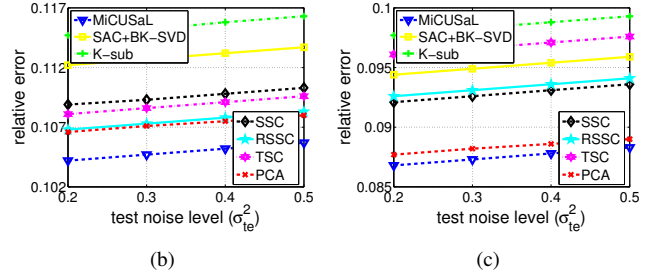 0.1117
0.112
0.107
0.102
relative error
MiCUSaL
SAC+BK−SVD
K−sub
SSC
RSSC
TSC
PCA
0.2 0.3 0.4 0.5
test noise level (σ²te)
(b)
0.1
0.095
0.09
0.085
relative error
MiCUSaL
SAC+BK−SVD
K−sub
SSC
RSSC
TSC
PCA
0.2 0.3 0.4 0.5
test noise level (σ²te)
(c)